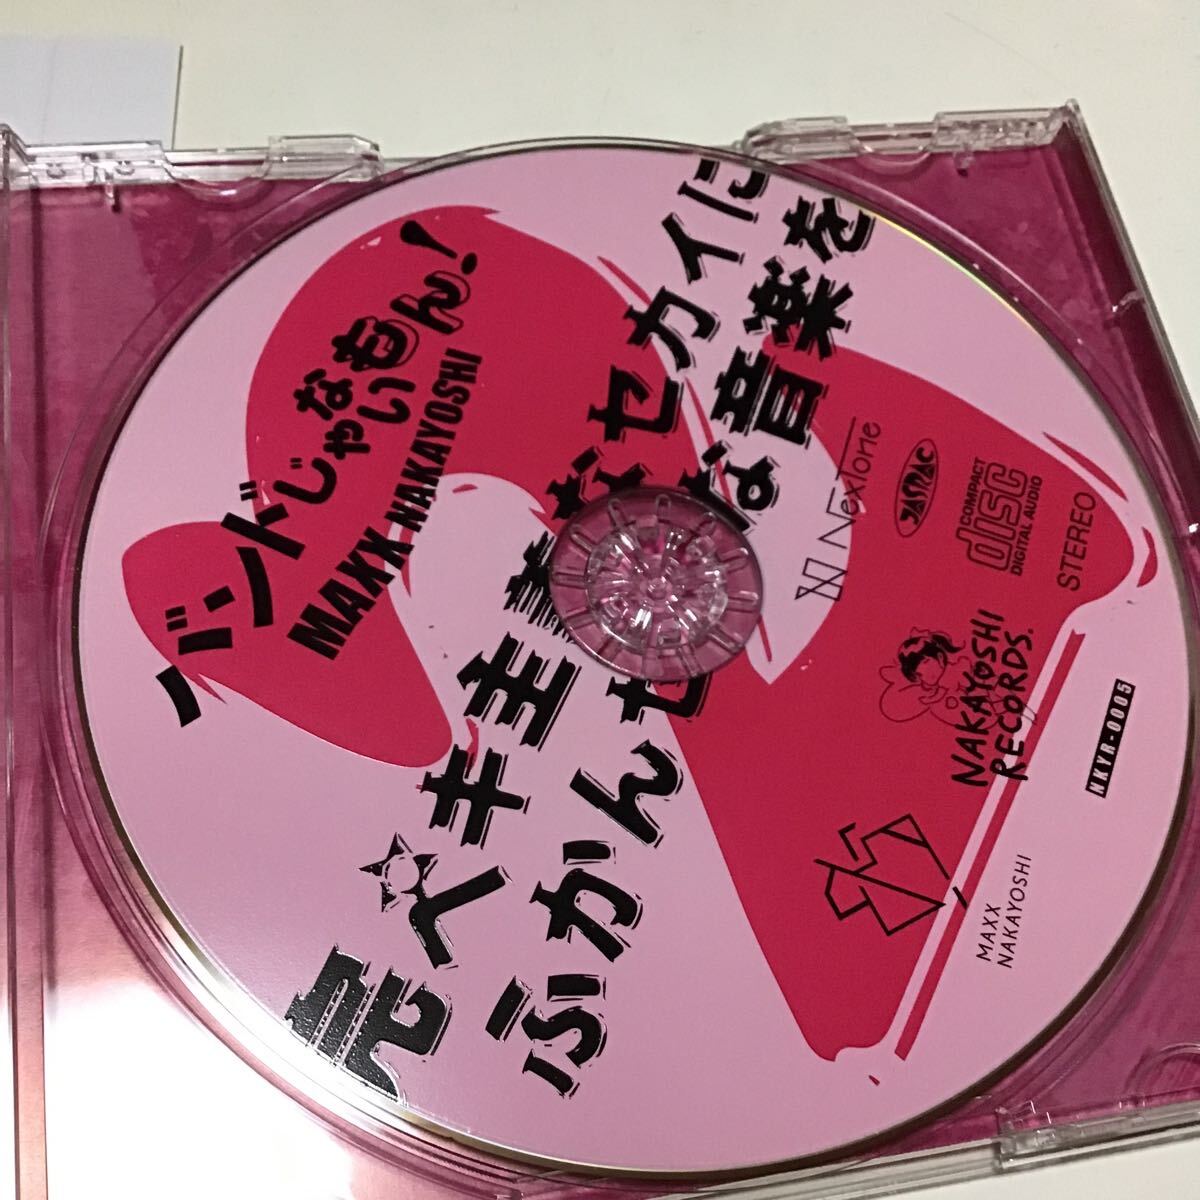 バンドじゃないもん!
MAXX NAKAYOSHI
完ペキ主義なセカイに
ふかんぜんな音楽を
NexTone
JASRAC
COMPACT
disc
DIGITAL AUDIO
STEREO
NAKAYOSHI
RECORDS.
NKYR-0005
MAXX
NAKAYOSHI